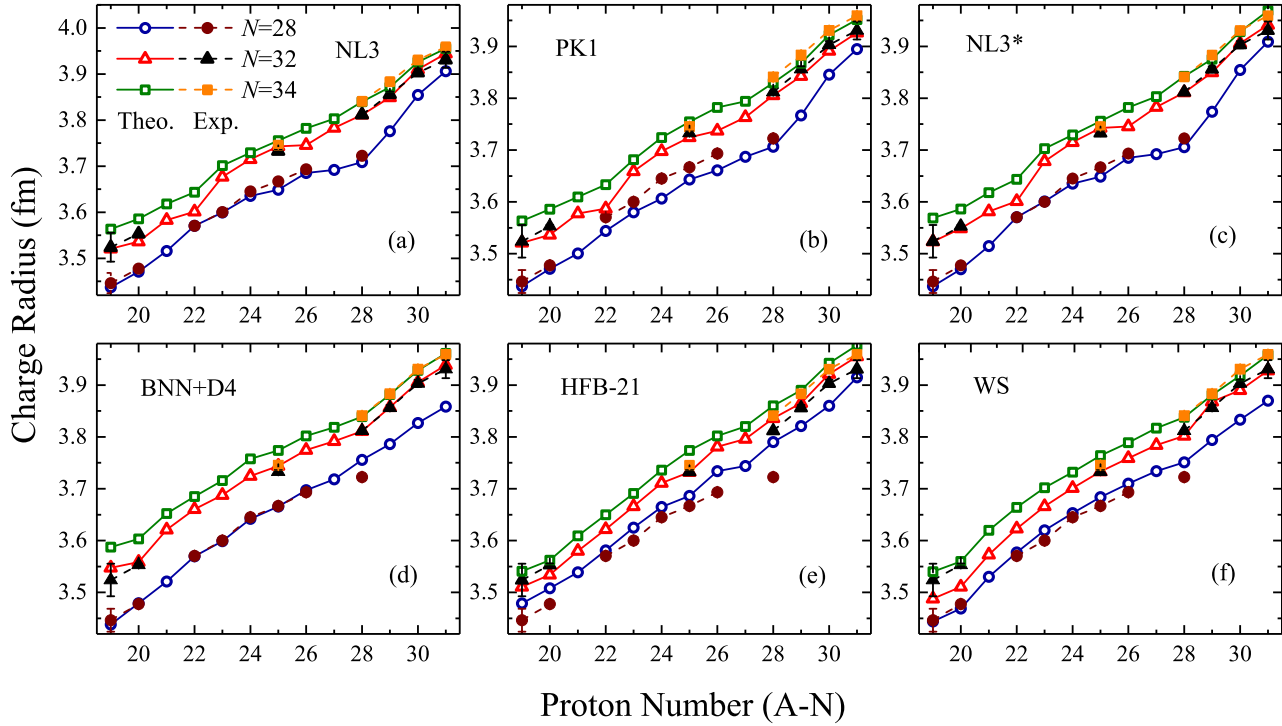 4.0
3.9
3.8
3.7
3.6
3.5
N=28
N=32
N=34
Theo. Exp.
NL3
(a)
20 22 24 26 28 30
3.9
3.8
3.7
3.6
3.5
PK1
(b)
20 22 24 26 28 30
3.9
3.8
3.7
3.6
3.5
NL3*
(c)
20 22 24 26 28 30
Charge Radius (fm)
3.9
3.8
3.7
3.6
3.5
BNN+D4
(d)
20 22 24 26 28 30
3.9
3.8
3.7
3.6
3.5
HFB-21
(e)
20 22 24 26 28 30
3.9
3.8
3.7
3.6
3.5
WS
(f)
20 22 24 26 28 30
Proton Number (A-N)